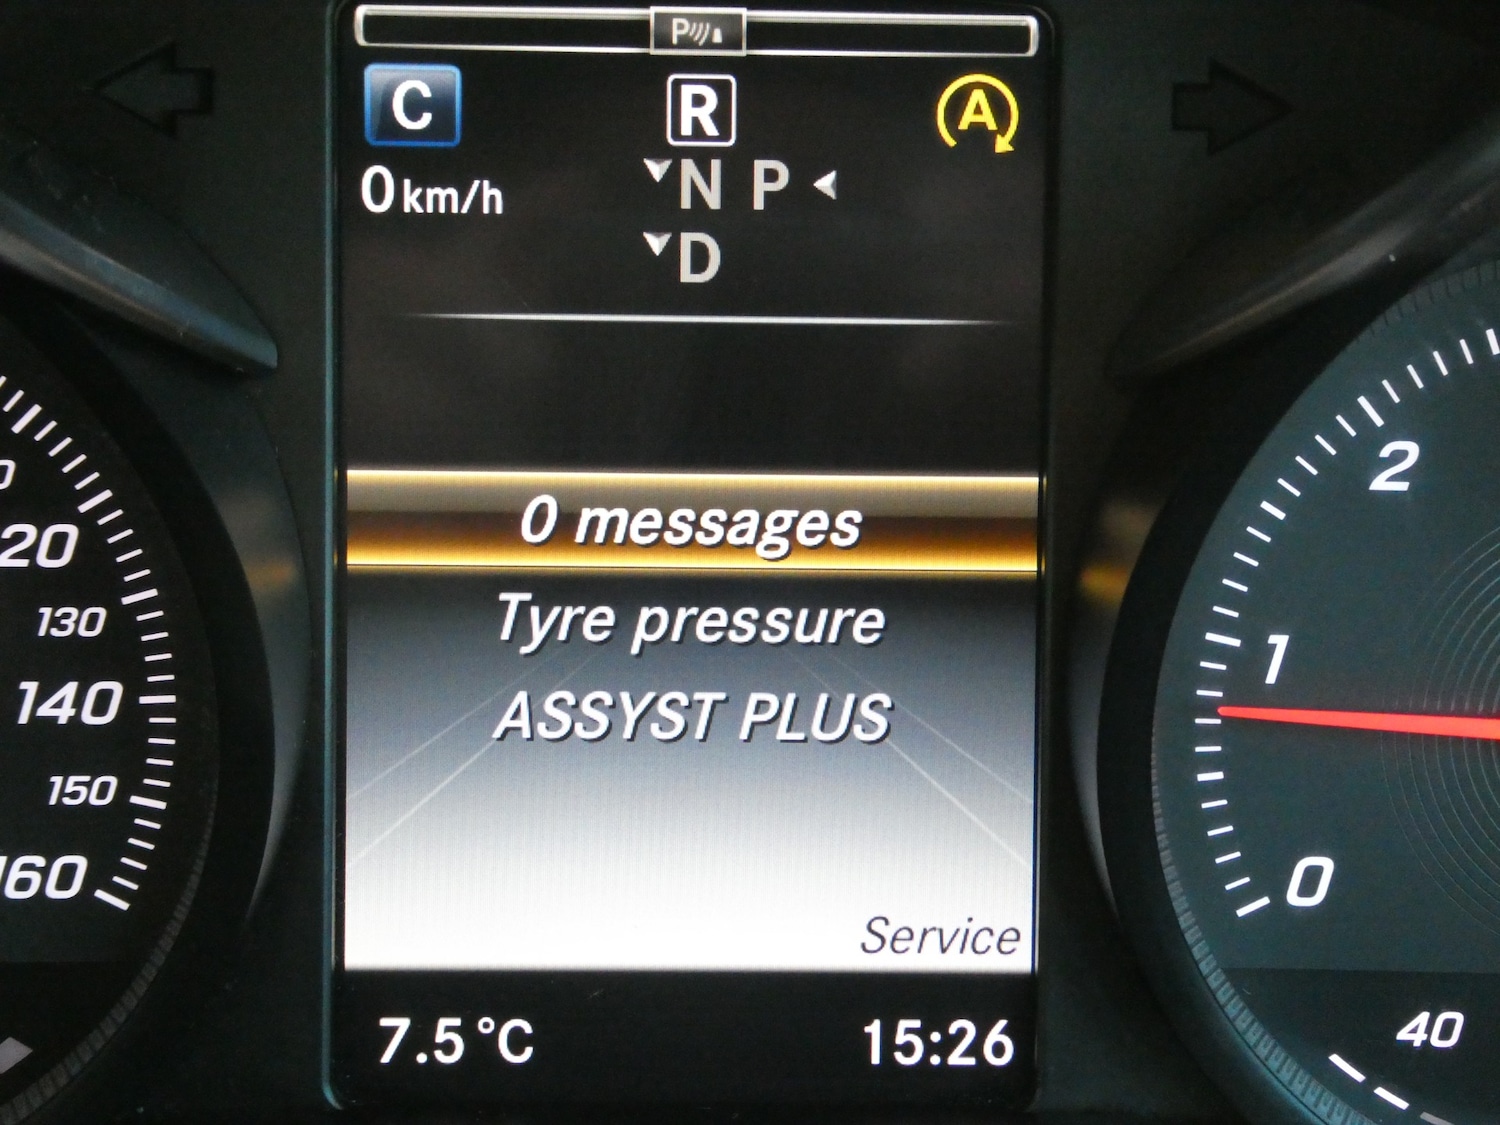 P
C
R
A
0 km/h
N P
D
2
20
0 messages
130
Tyre pressure
1
140
ASSYST PLUS
150
160
0
Service
7.5 °C
15:26
40